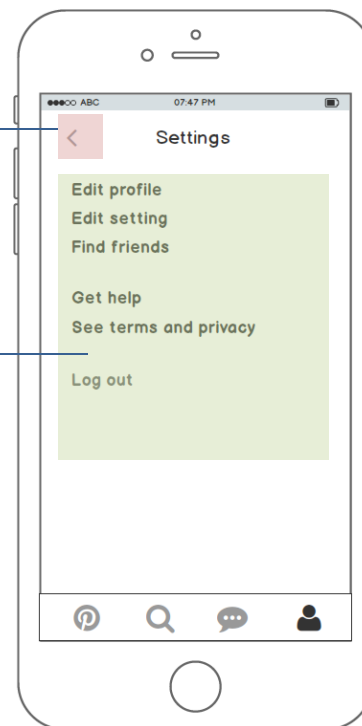 ABC 07:47 PM
Settings
Edit profile
Edit setting
Find friends
Get help
See terms and privacy
Log out